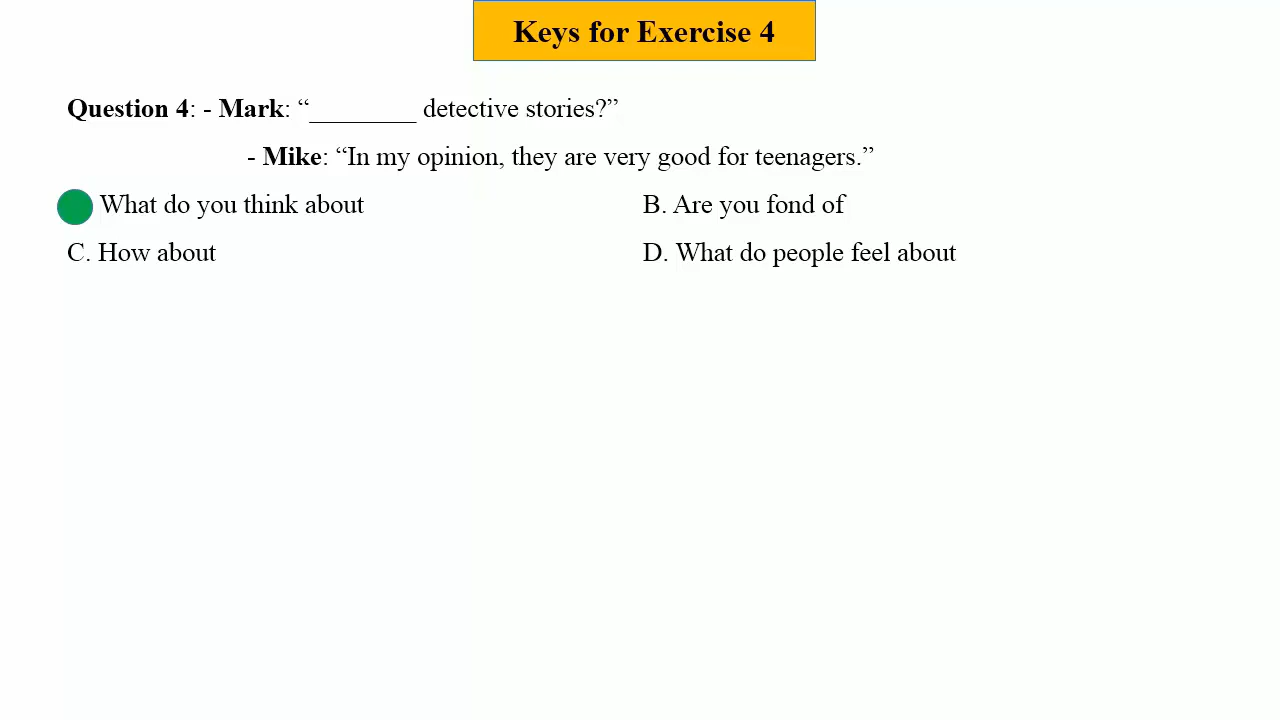 Keys for Exercise 4
Question 4: - Mark: “________ detective stories?”
- Mike: “In my opinion, they are very good for teenagers.”
What do you think about B. Are you fond of
C. How about D. What do people feel about